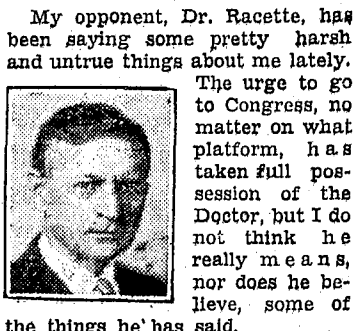 My opponent, Dr. Racette, has
been saying some pretty harsh
and untrue things about me lately.
The urge to go
to Congress, no
matter on what
platform, has
taken full pos-
session of the
Doctor, but I do
not think he
really means,
nor does he be-
lieve, some of
the things he has said.